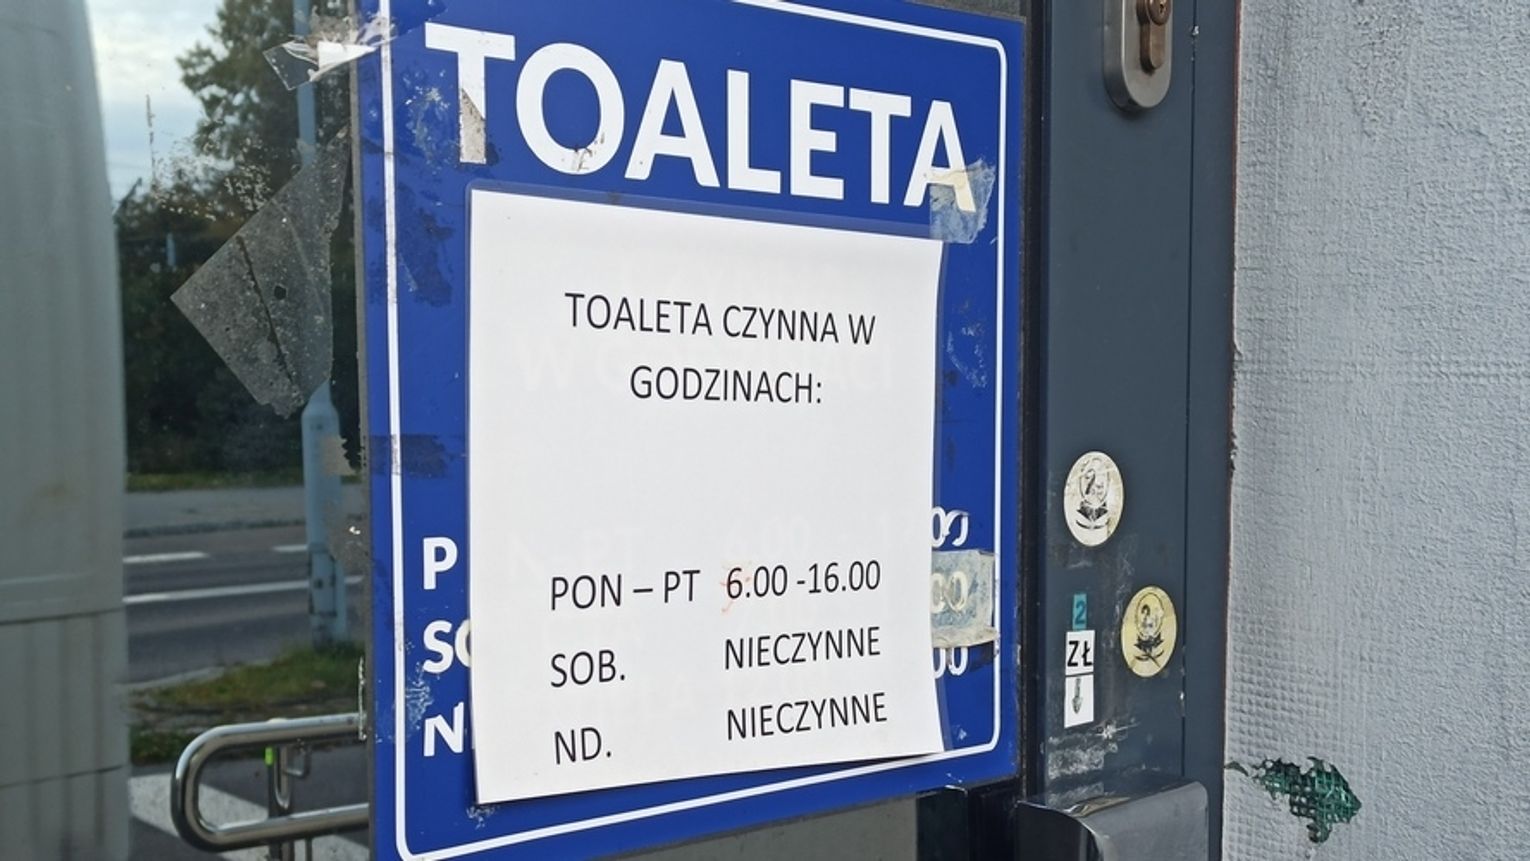 TOALETA
TOALETA CZYNNA W
GODZINACH:
PON – PT 6.00 -16.00
SOB. NIECZYNNE
ND. NIECZYNNE
2
ZŁ